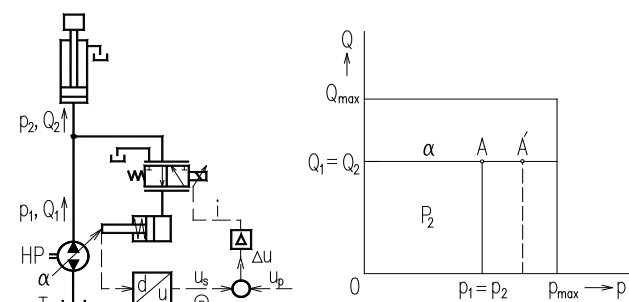 p₂, Q₂
p₁, Q₁
HP
α
i
Δ
Δu
d
u
uₛ
uₚ
Q
Qmax
α
A
A′
Q₁ = Q₂
P₂
0
p₁ = p₂
pmax
p